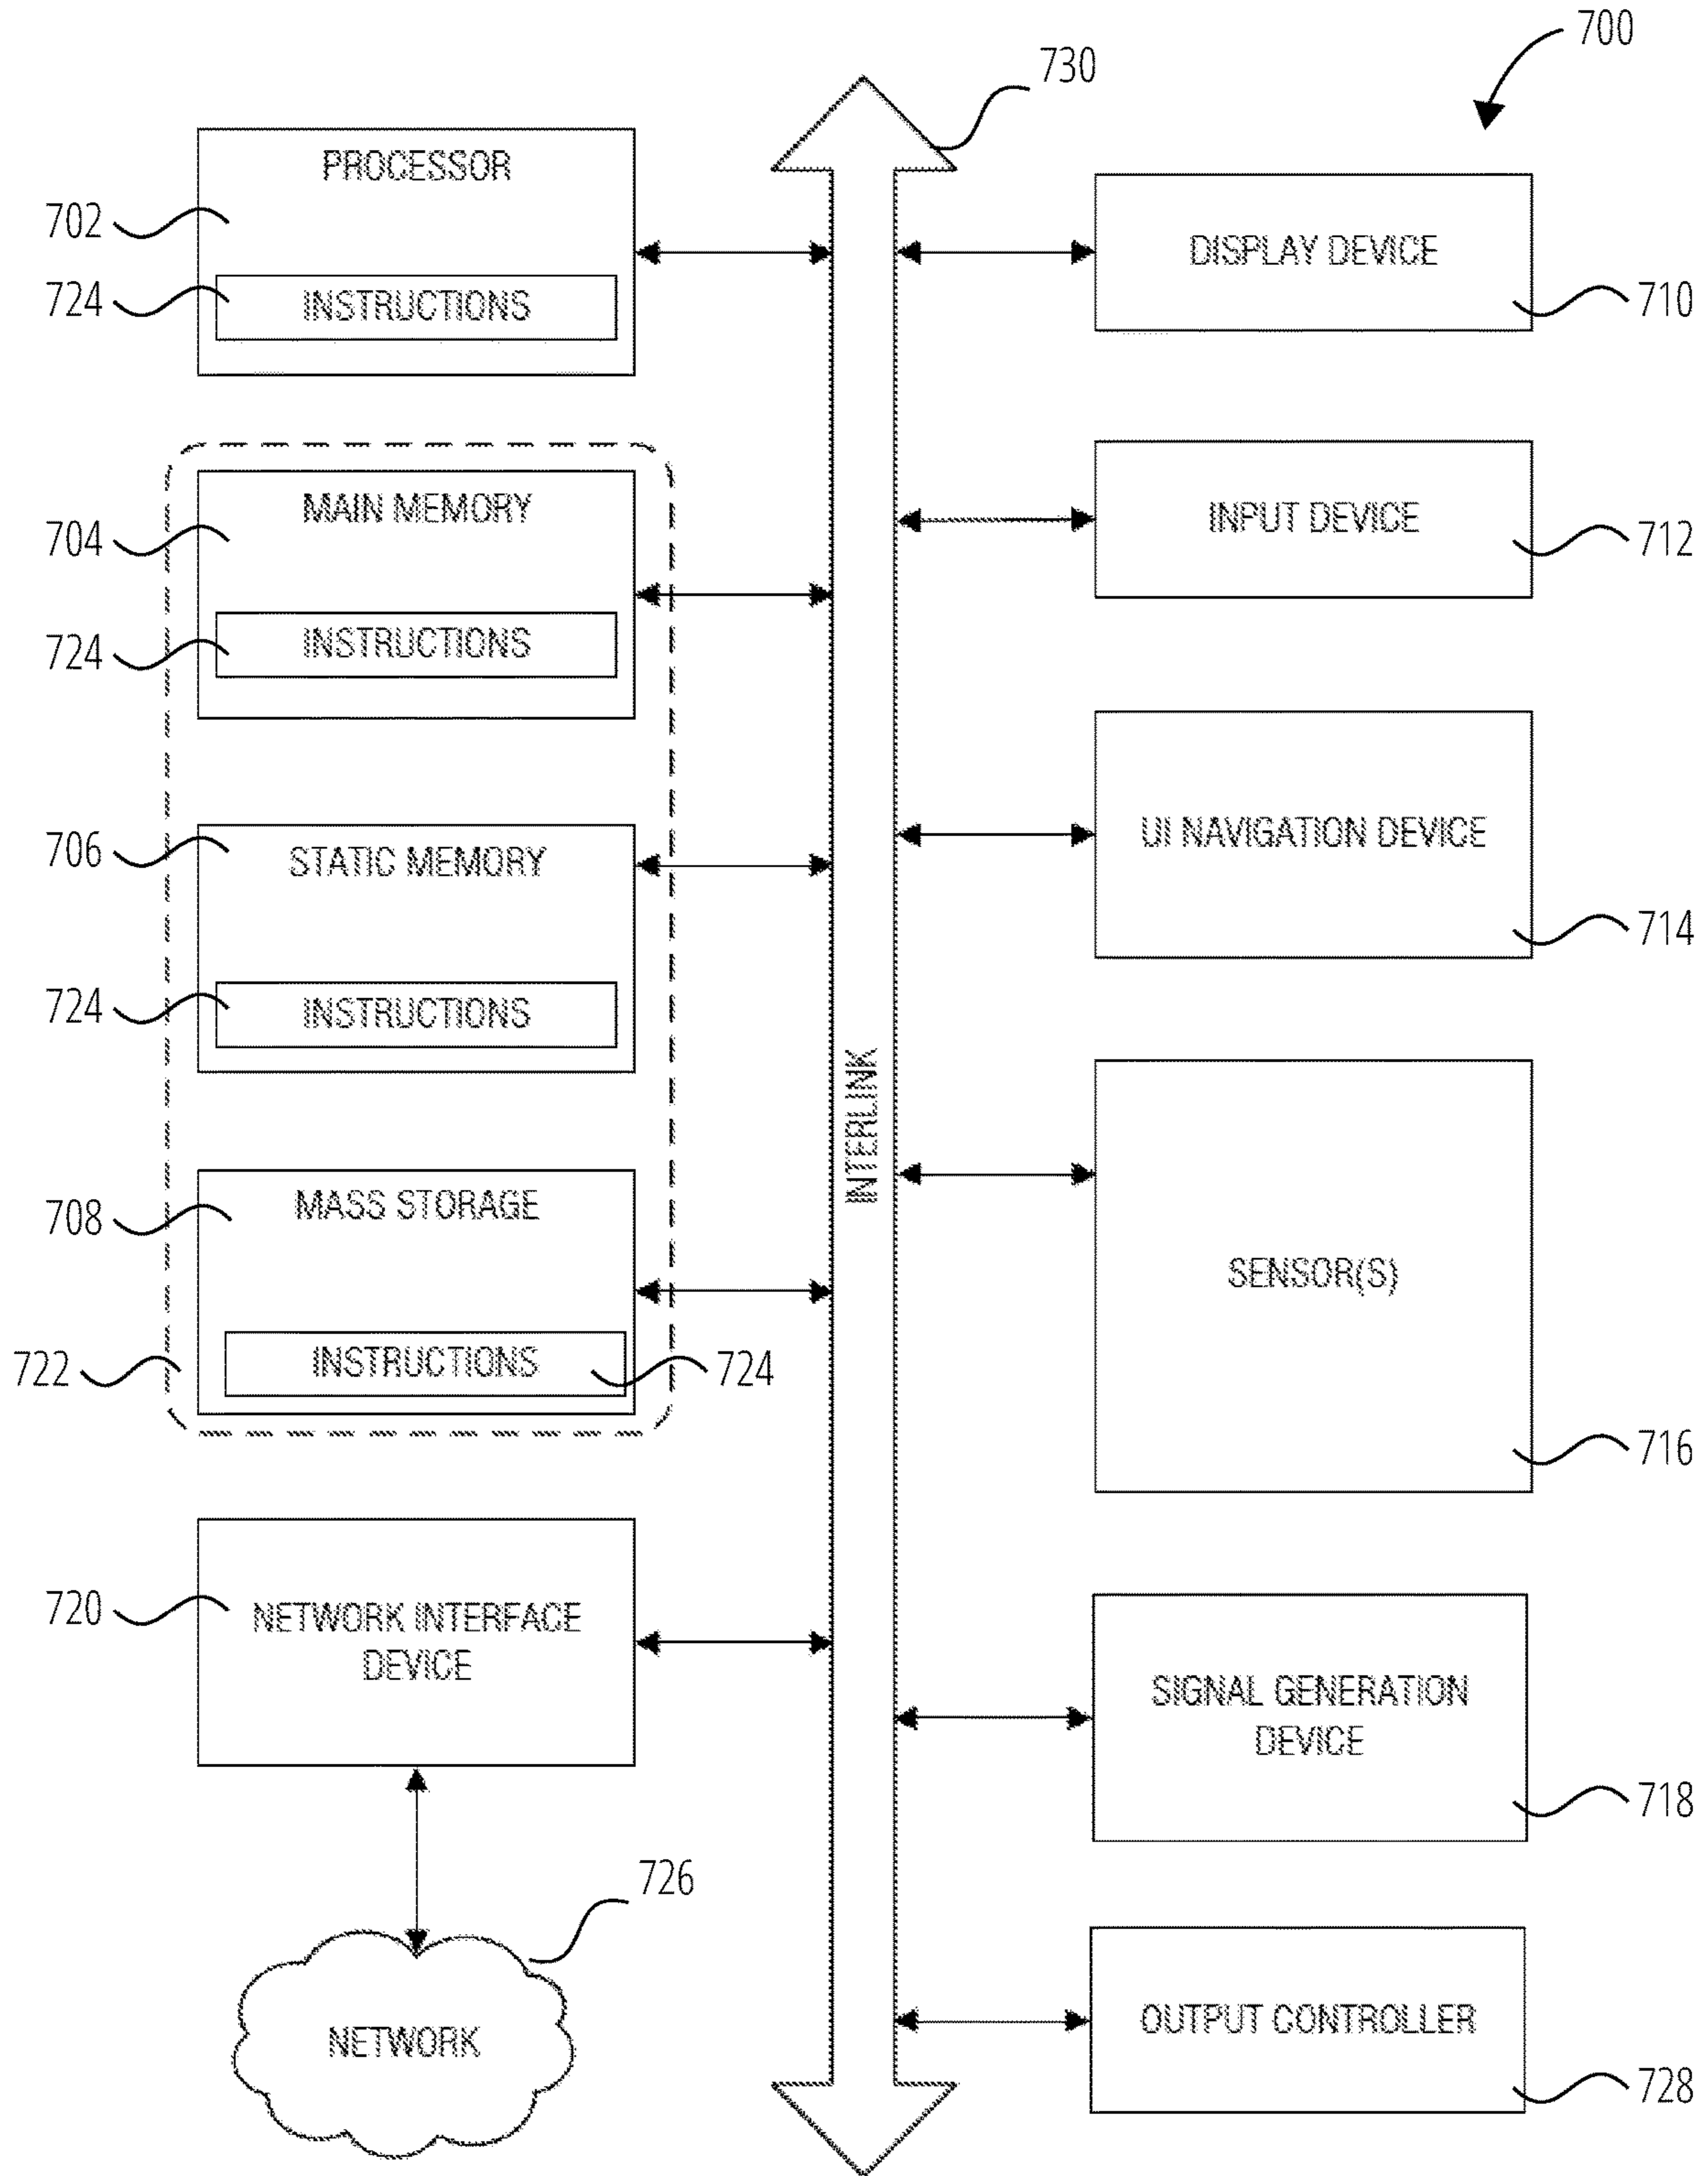 700
730
PROCESSOR
702
724
INSTRUCTIONS
MAIN MEMORY
704
724
INSTRUCTIONS
706
STATIC MEMORY
724
INSTRUCTIONS
708
MASS STORAGE
722
INSTRUCTIONS
724
720
NETWORK INTERFACE
DEVICE
726
NETWORK
INTERLINK
DISPLAY DEVICE
710
INPUT DEVICE
712
UI NAVIGATION DEVICE
714
SENSOR(S)
716
SIGNAL GENERATION
DEVICE
718
OUTPUT CONTROLLER
728